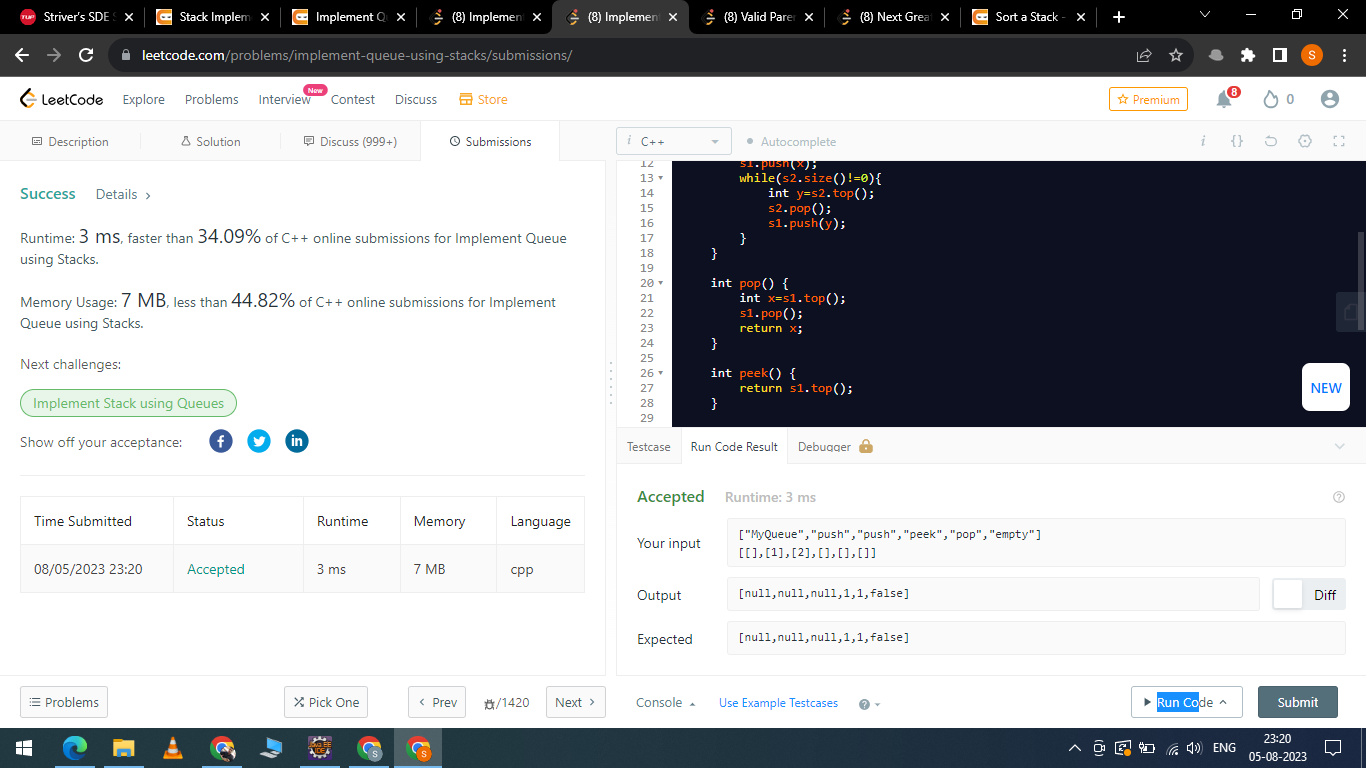 Striver's SDE S
Stack Implem
Implement Q
(8) Implement
(8) Implement
(8) Valid Paren
(8) Next Great
Sort a Stack -
leetcode.com/problems/implement-queue-using-stacks/submissions/
S
LeetCode
Explore
Problems
Interview
New
Contest
Discuss
Store
Premium
8
0
Description
Solution
Discuss (999+)
Submissions
i C++
Autocomplete
Success
Details >
Runtime: 3 ms, faster than 34.09% of C++ online submissions for Implement Queue
using Stacks.
Memory Usage: 7 MB, less than 44.82% of C++ online submissions for Implement
Queue using Stacks.
Next challenges:
Implement Stack using Queues
Show off your acceptance:
Time Submitted Status Runtime Memory Language
08/05/2023 23:20 Accepted 3 ms 7 MB cpp
12 s1.push(x);
13 while(s2.size()!=0){
14 int y=s2.top();
15 s2.pop();
16 s1.push(y);
17 }
18 }
19
20 int pop() {
21 int x=s1.top();
22 s1.pop();
23 return x;
24 }
25
26 int peek() {
27 return s1.top();
28 }
29
NEW
Testcase
Run Code Result
Debugger
Accepted Runtime: 3 ms
Your input
["MyQueue","push","push","peek","pop","empty"]
[[],[1],[2],[],[],[]]
Output
[null,null,null,1,1,false]
Diff
Expected
[null,null,null,1,1,false]
Problems
Pick One
Prev
/1420
Next
Console
Use Example Testcases
Run Code
Submit
ENG
23:20
05-08-2023